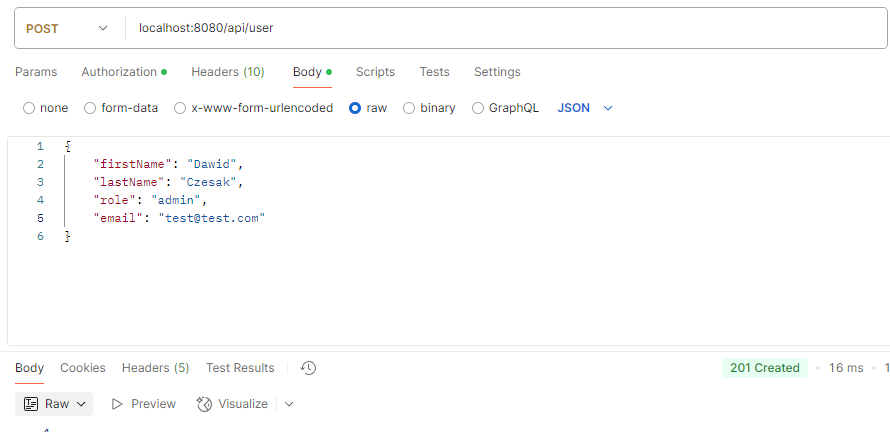 POST localhost:8080/api/user
Params Authorization Headers (10) Body Scripts Tests Settings
none form-data x-www-form-urlencoded raw binary GraphQL JSON
1 {
2 "firstName": "Dawid",
3 "lastName": "Czesak",
4 "role": "admin",
5 "email": "test@test.com"
6 }
Body Cookies Headers (5) Test Results 201 Created 16 ms
Raw Preview Visualize